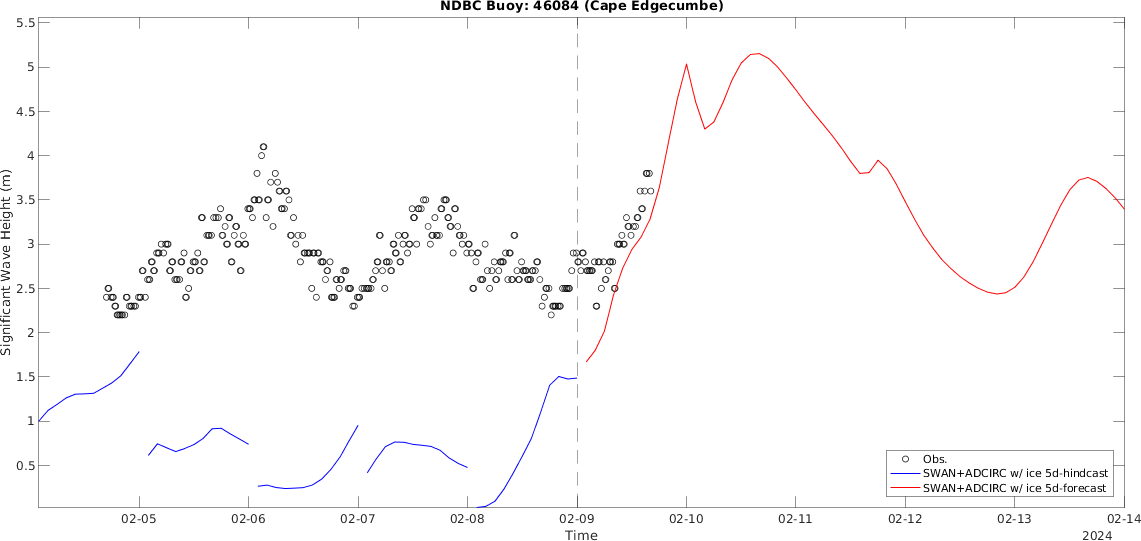 NDBC Buoy: 46084 (Cape Edgecumbe)
5.5
5
4.5
4
3.5
3
2.5
2
1.5
1
0.5
Significant Wave Height (m)
Obs.
SWAN+ADCIRC w/ ice 5d-hindcast
SWAN+ADCIRC w/ ice 5d-forecast
02-05 02-06 02-07 02-08 02-09 02-10 02-11 02-12 02-13 02-14
Time
2024